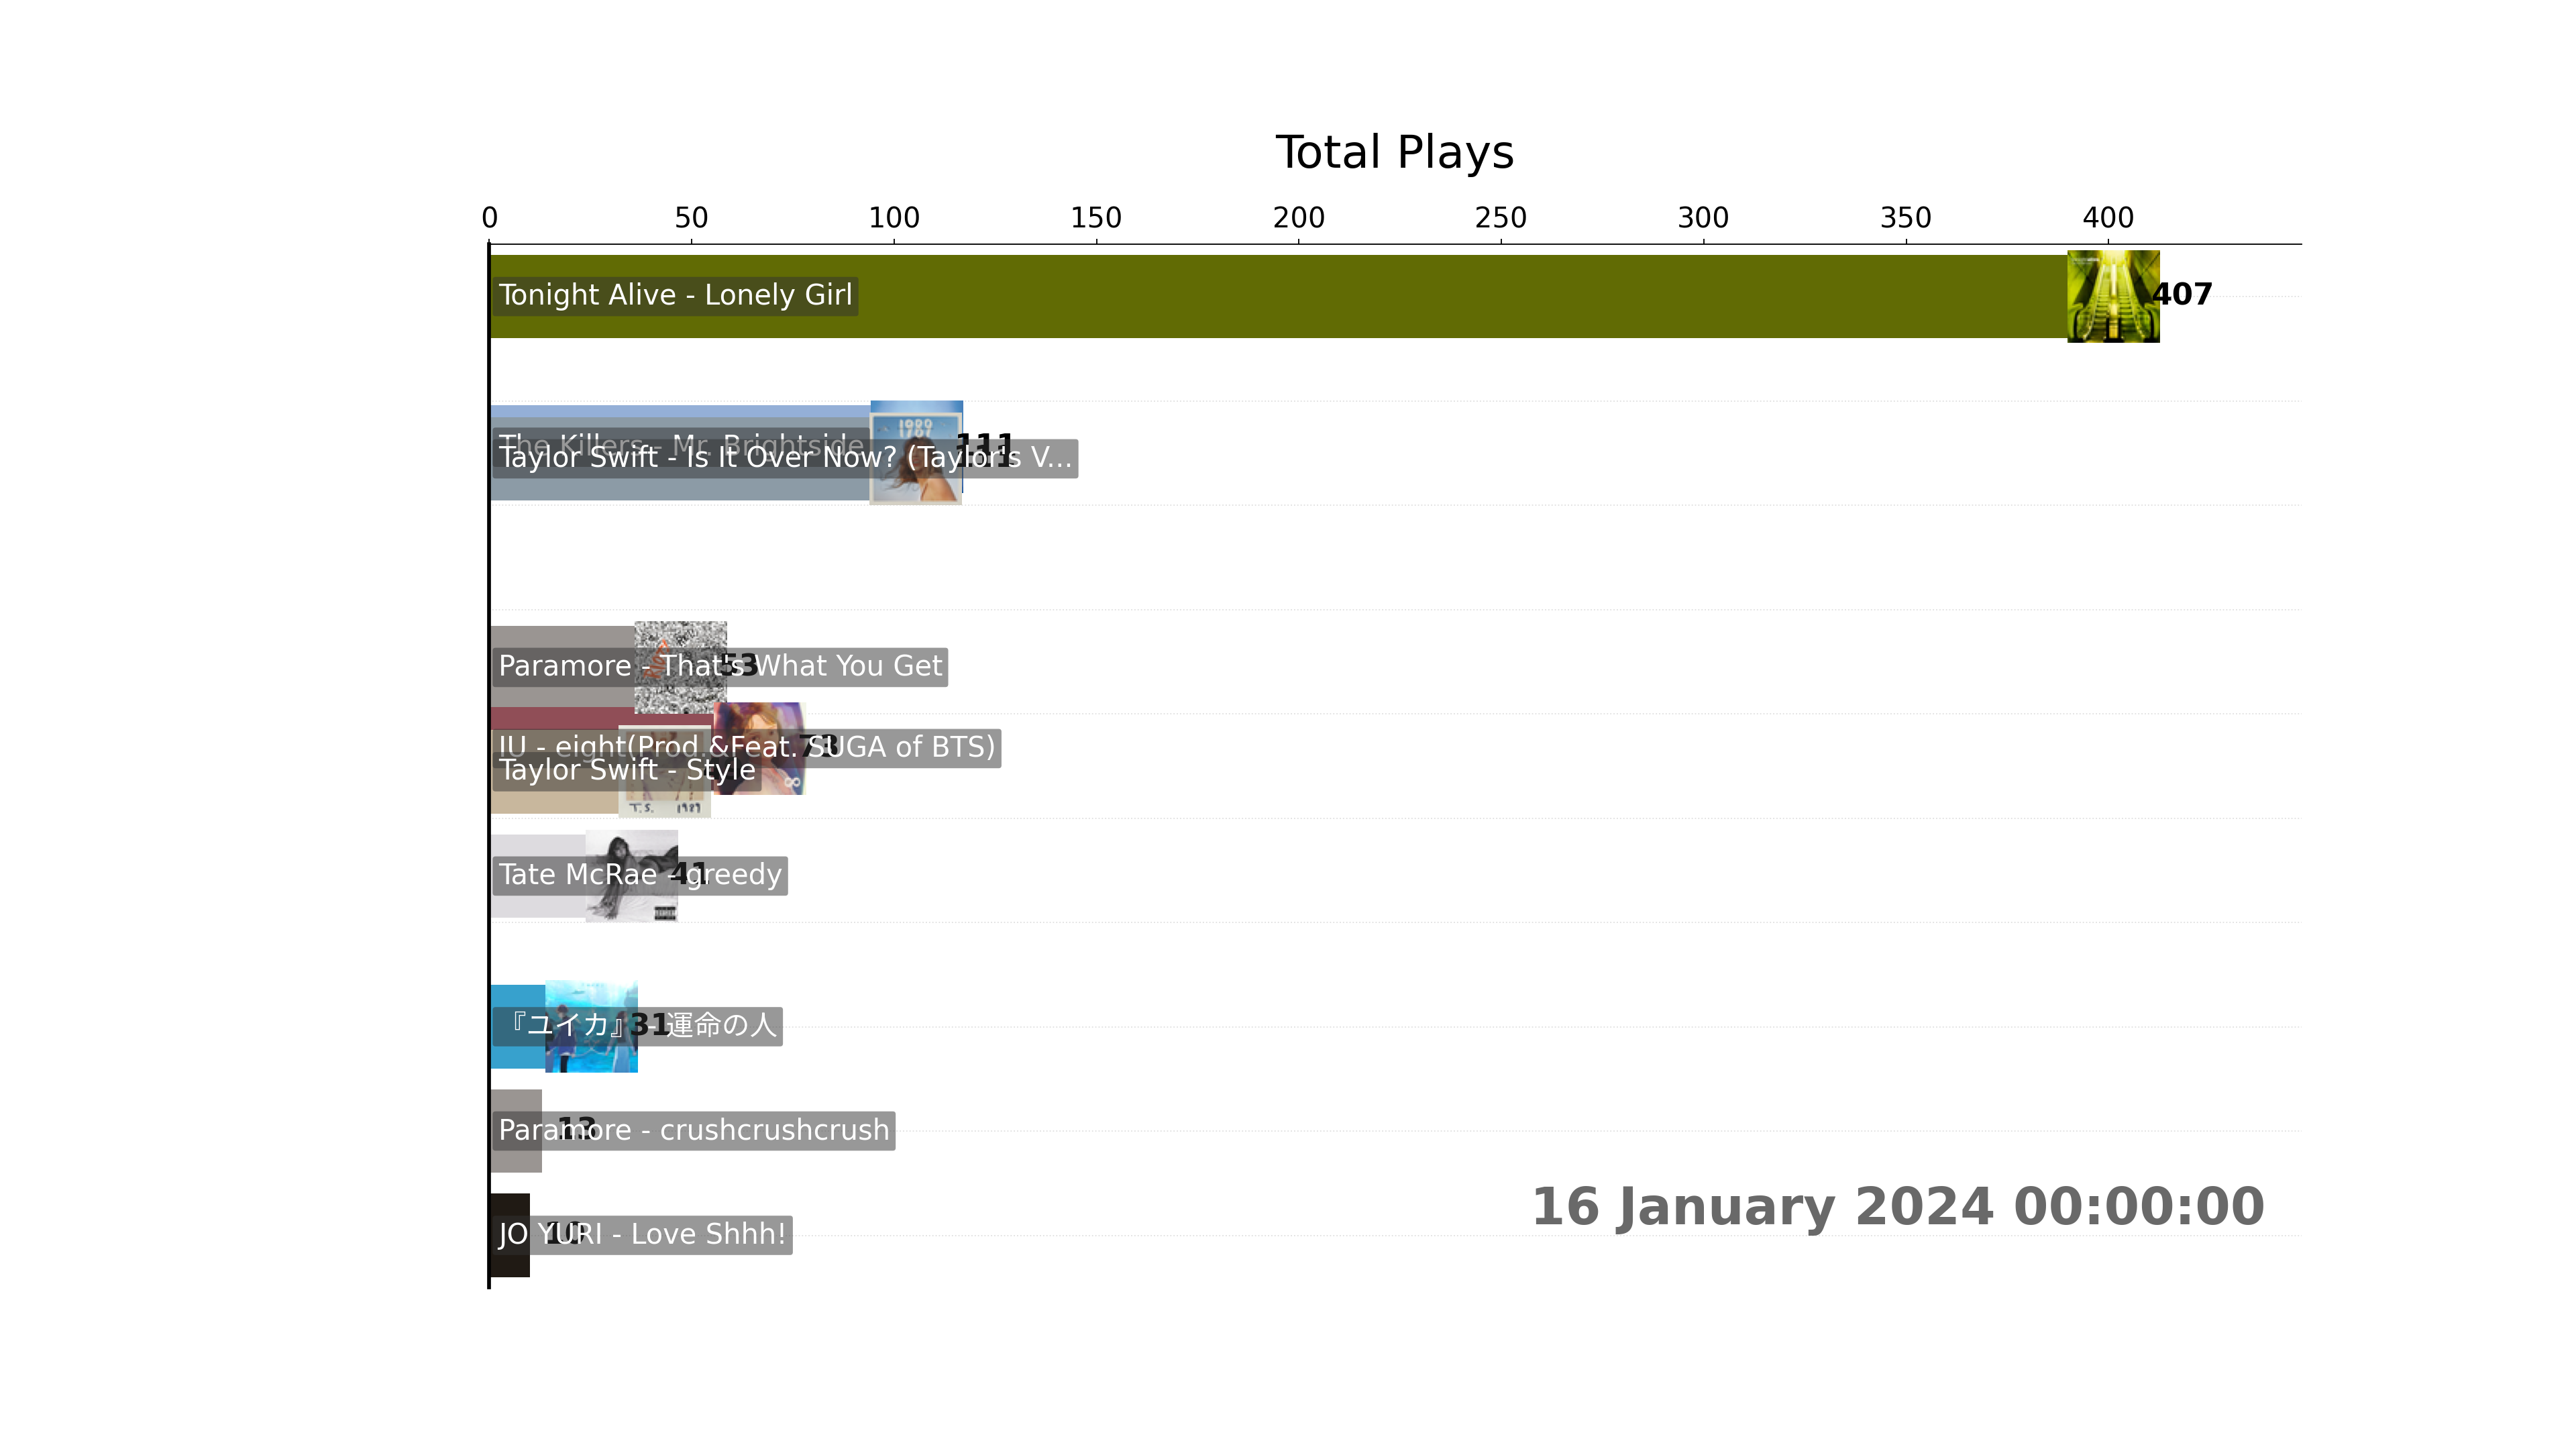 Total Plays
0 50 100 150 200 250 300 350 400
Tonight Alive - Lonely Girl 407
The Killers - Mr. Brightside 111
Taylor Swift - Is It Over Now? (Taylor's V... 111
1989
Paramore - That's What You Get 53
IU - eight(Prod.&Feat. SUGA of BTS)
Taylor Swift - Style
T.S. 1989
Tate McRae - greedy 41
『ユイカ』 - 運命の人 31
Paramore - crushcrushcrush 13
JO YURI - Love Shhh! 10
16 January 2024 00:00:00